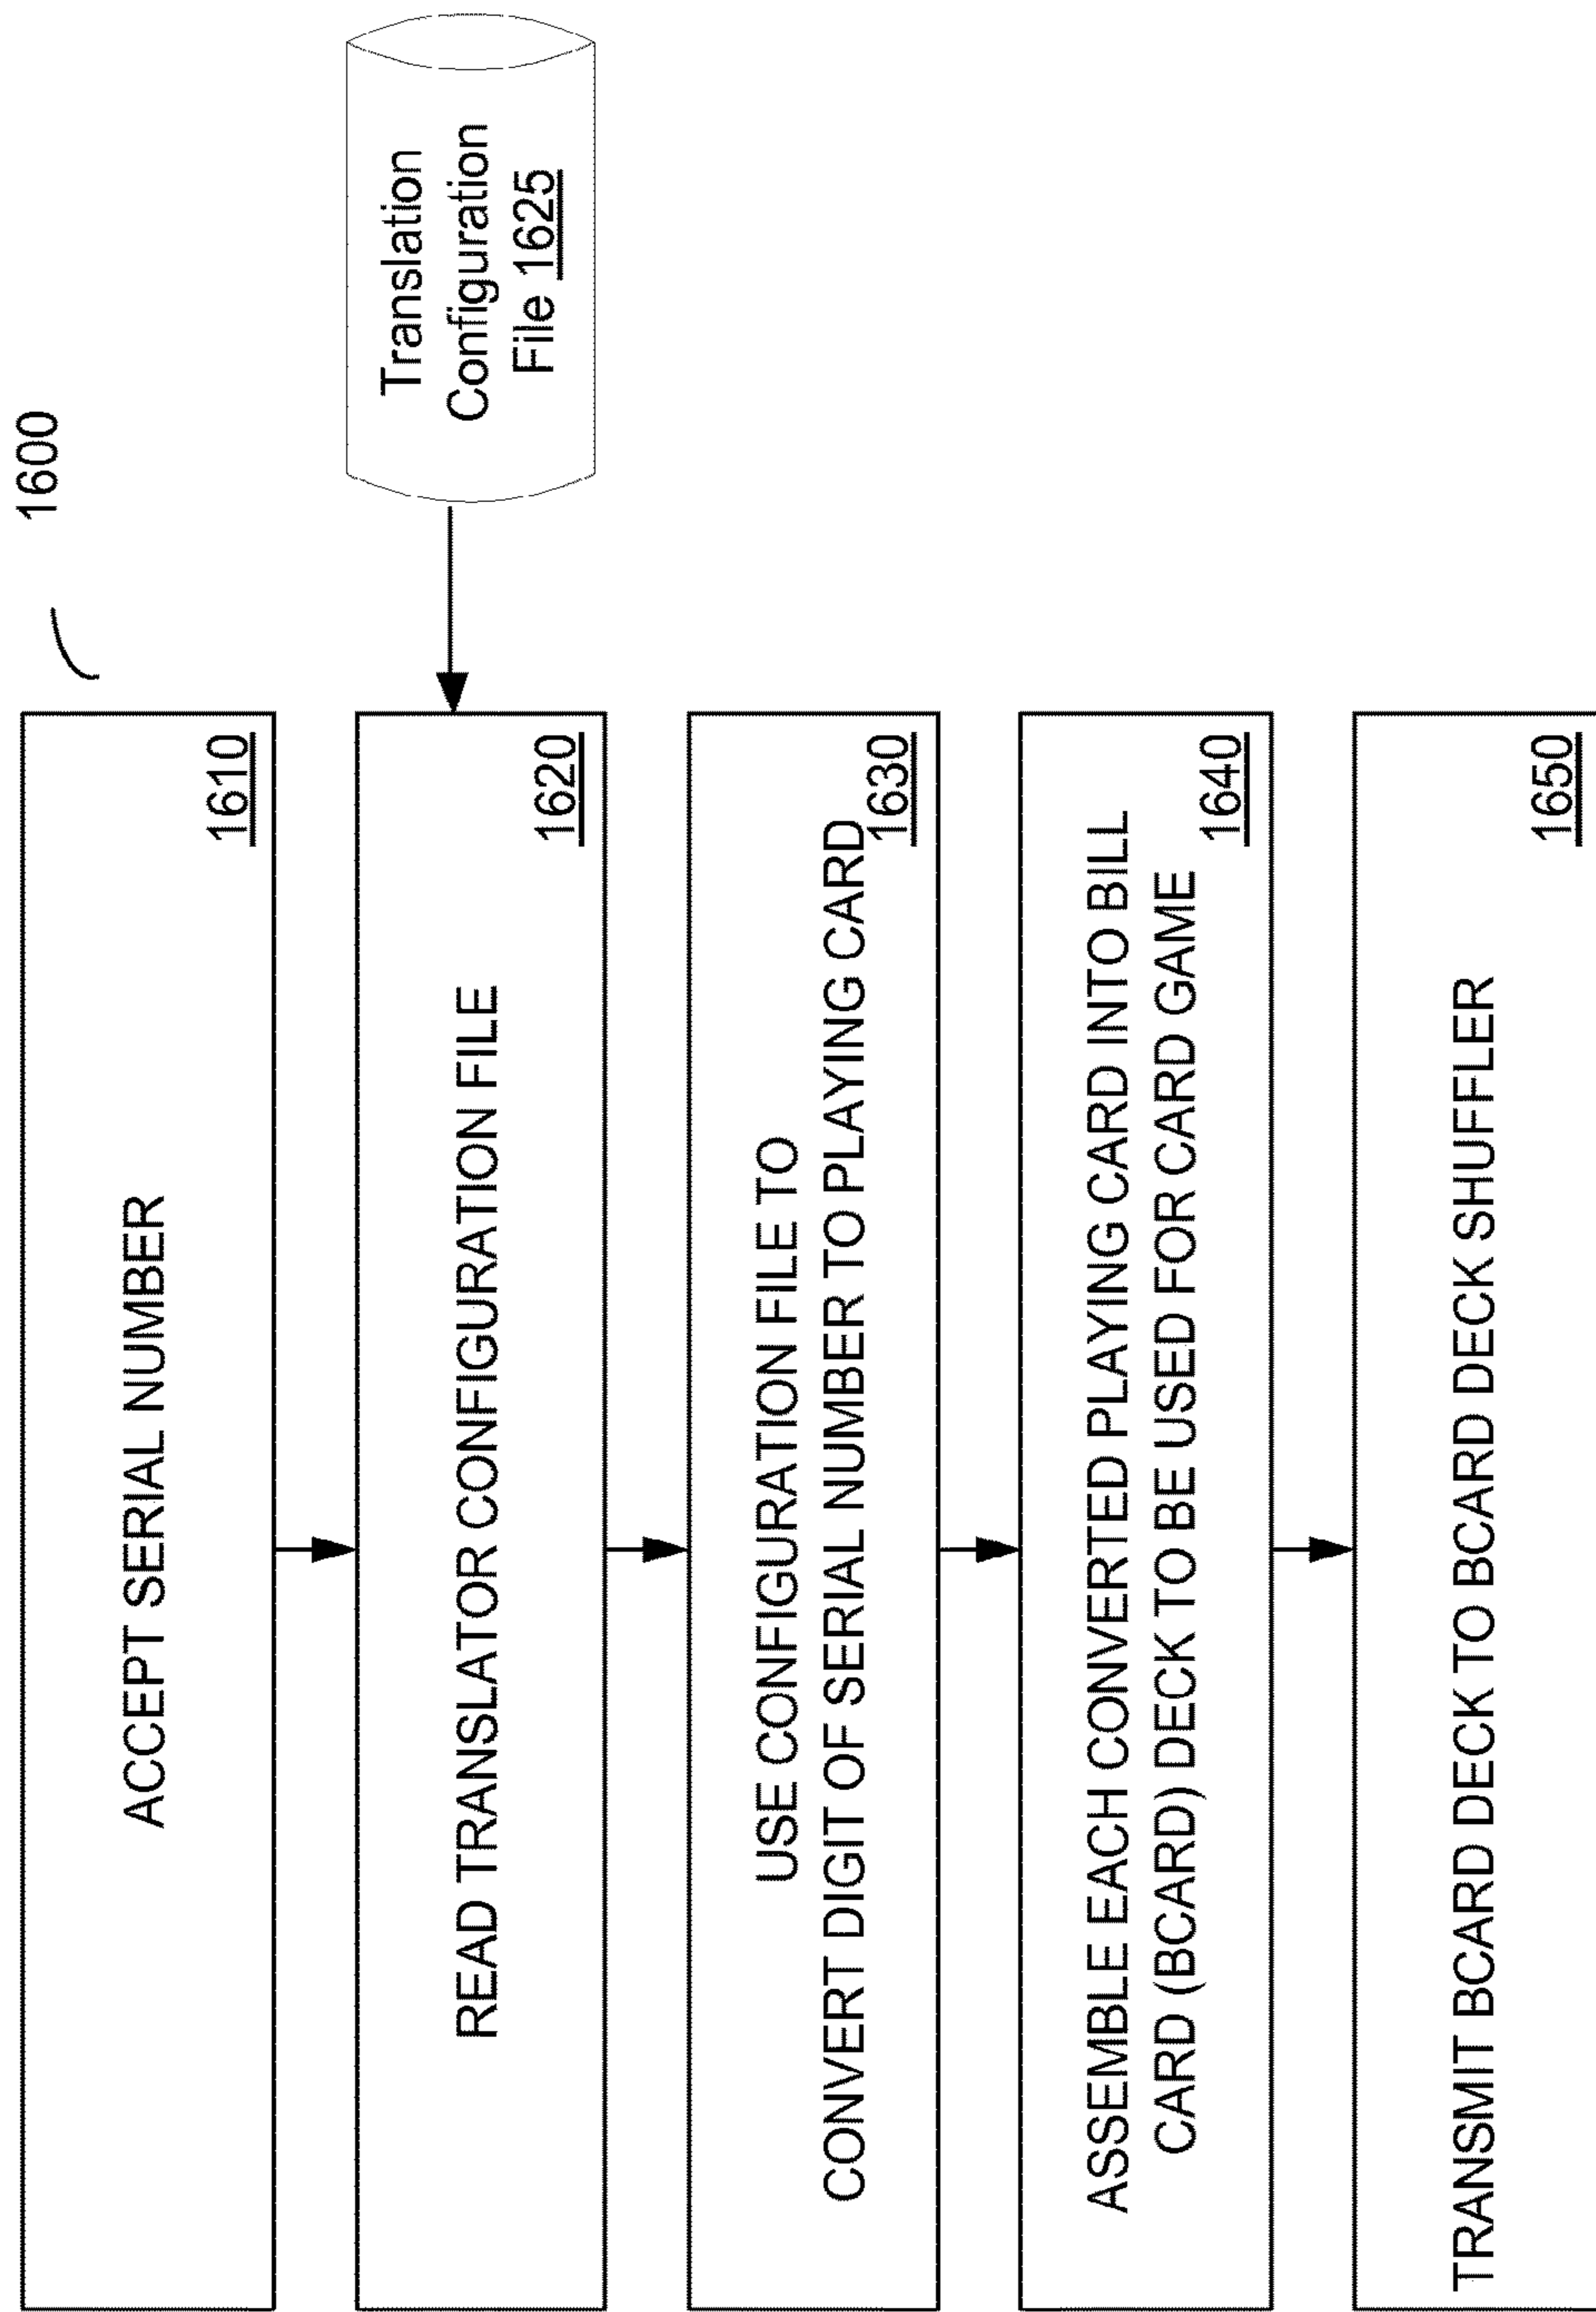 1600
ACCEPT SERIAL NUMBER
1610
READ TRANSLATOR CONFIGURATION FILE
1620
Translation
Configuration
File 1625
USE CONFIGURATION FILE TO
CONVERT DIGIT OF SERIAL NUMBER TO PLAYING CARD
1630
ASSEMBLE EACH CONVERTED PLAYING CARD INTO BILL
CARD (BCARD) DECK TO BE USED FOR CARD GAME
1640
TRANSMIT BCARD DECK TO BCARD DECK SHUFFLER
1650